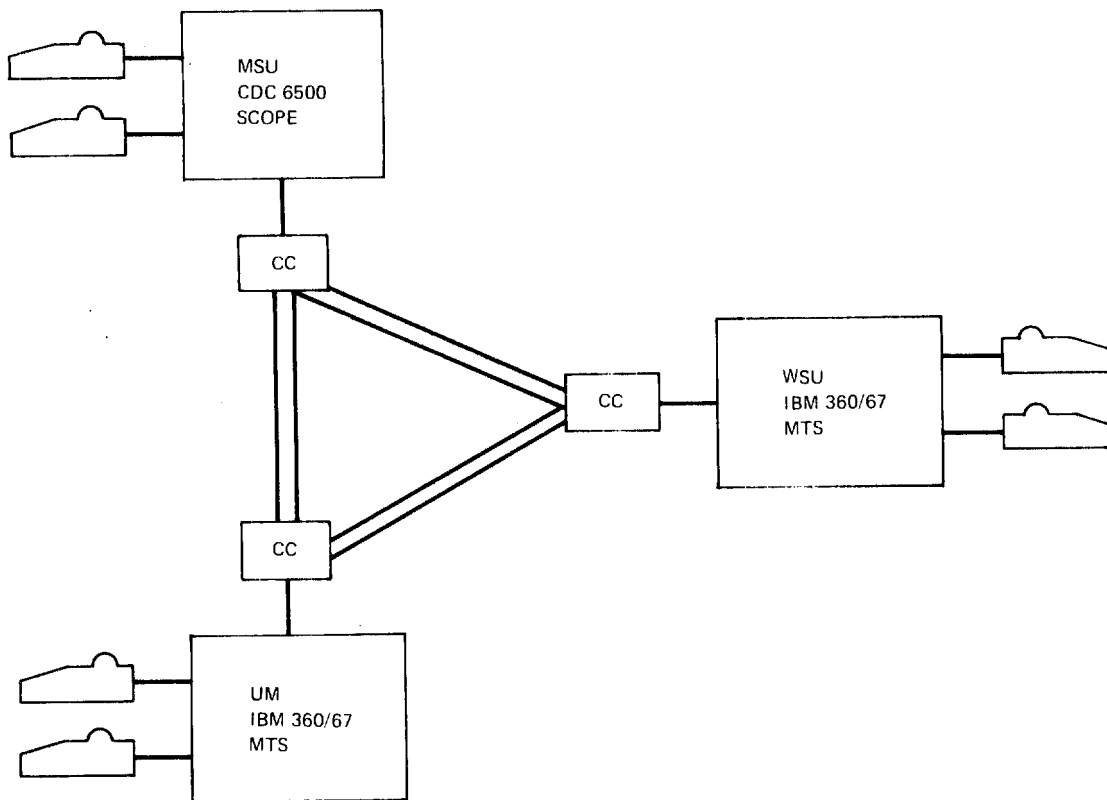 MSU
CDC 6500
SCOPE
CC
CC
WSU
IBM 360/67
MTS
CC
UM
IBM 360/67
MTS